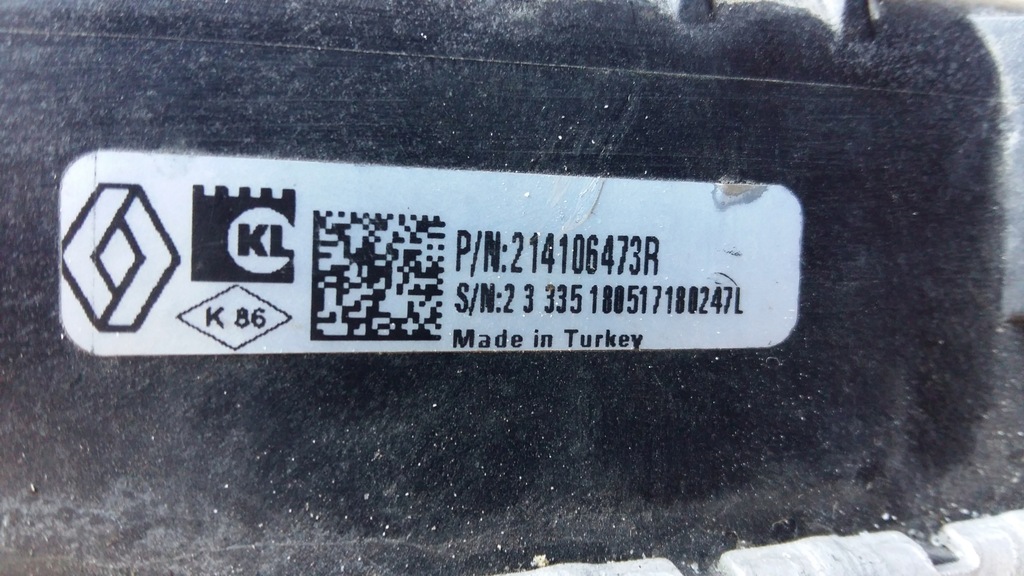 KL
K 86
P/N:214106473R
S/N:2 3 335 180517180247L
Made in Turkey